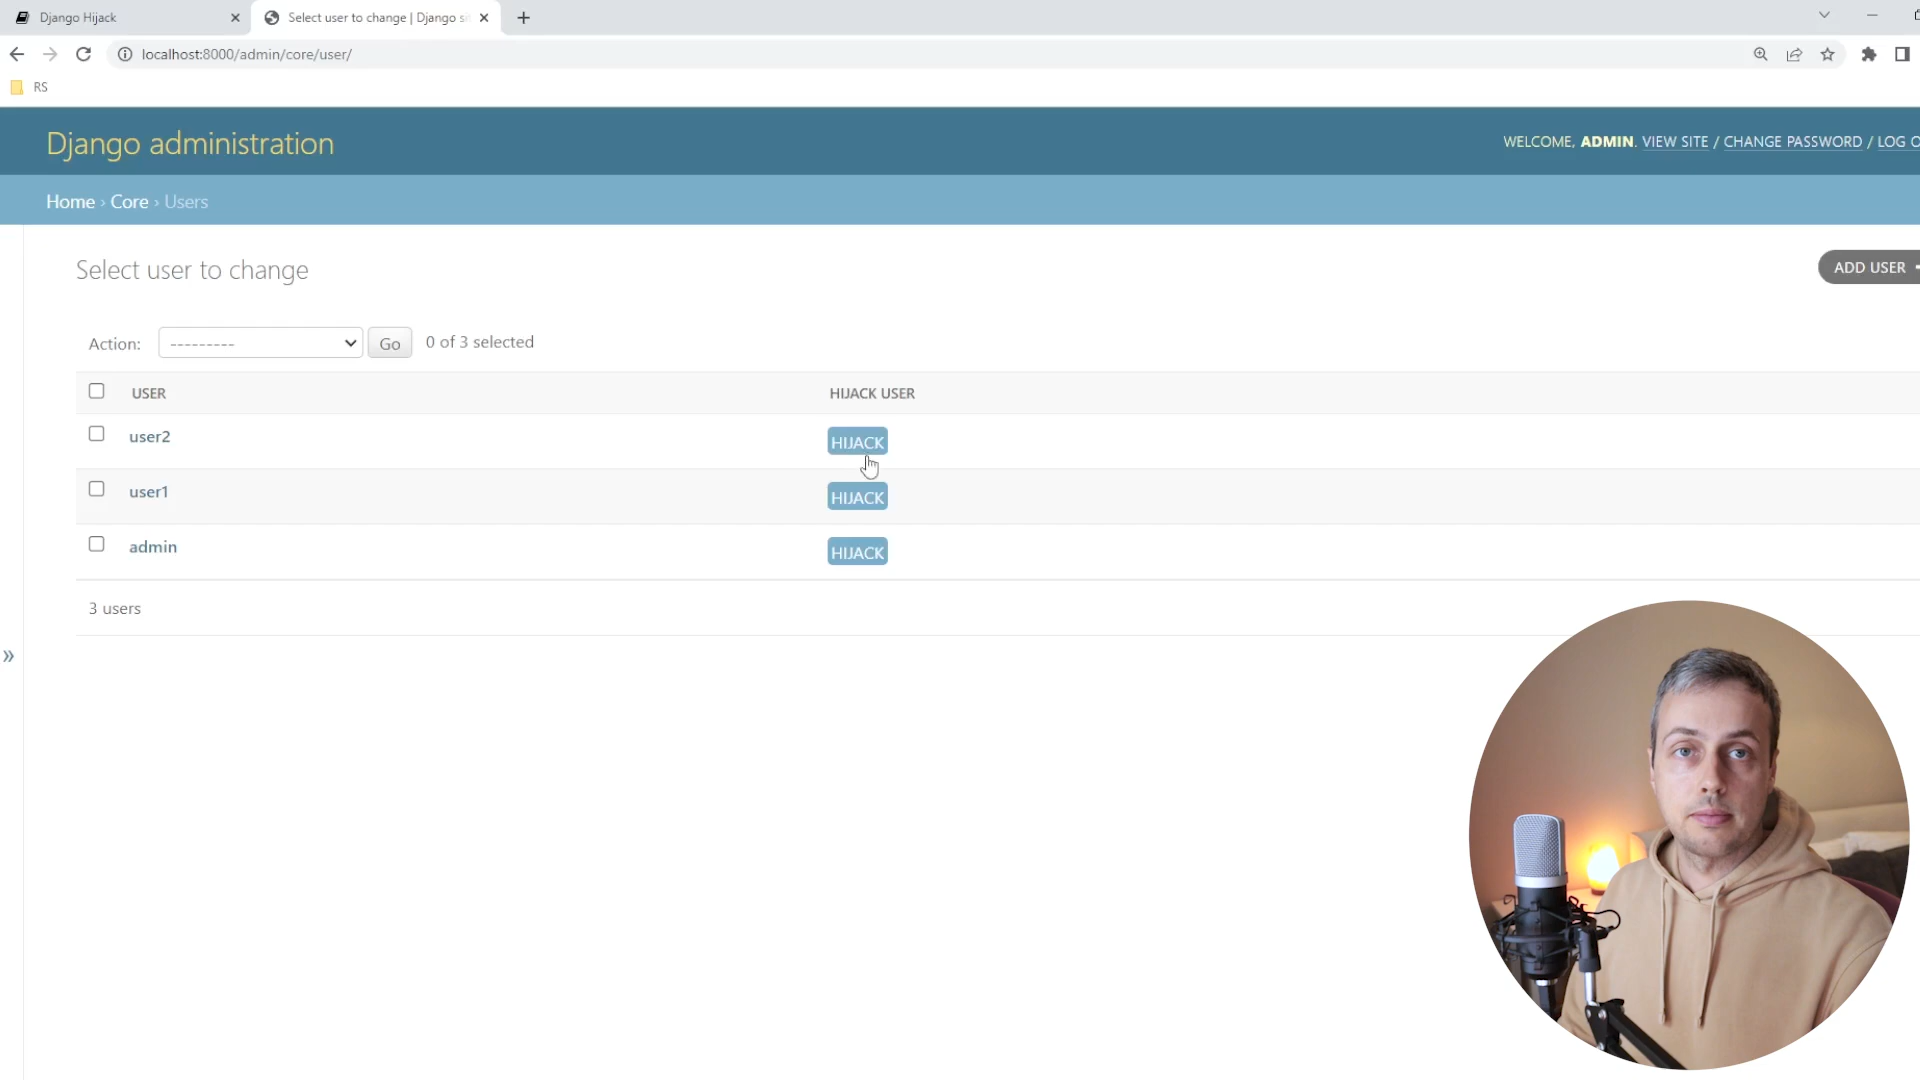 Django Hijack
Select user to change | Django si
localhost:8000/admin/core/user/
RS
Django administration
WELCOME, ADMIN. VIEW SITE / CHANGE PASSWORD / LOG O
Home › Core › Users
Select user to change
ADD USER
Action: --------- Go 0 of 3 selected
USER HIJACK USER
user2 HIJACK
user1 HIJACK
admin HIJACK
3 users
»